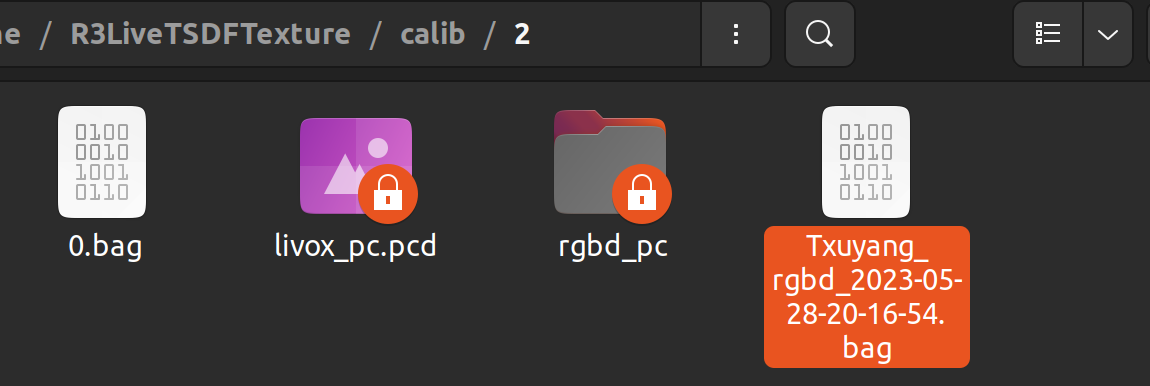 ne / R3LiveTSDFTexture / calib / 2
0100
0010
1001
0110
0100
0010
1001
0110
0.bag
livox_pc.pcd
rgbd_pc
Txuyang_
rgbd_2023-05-
28-20-16-54.
bag